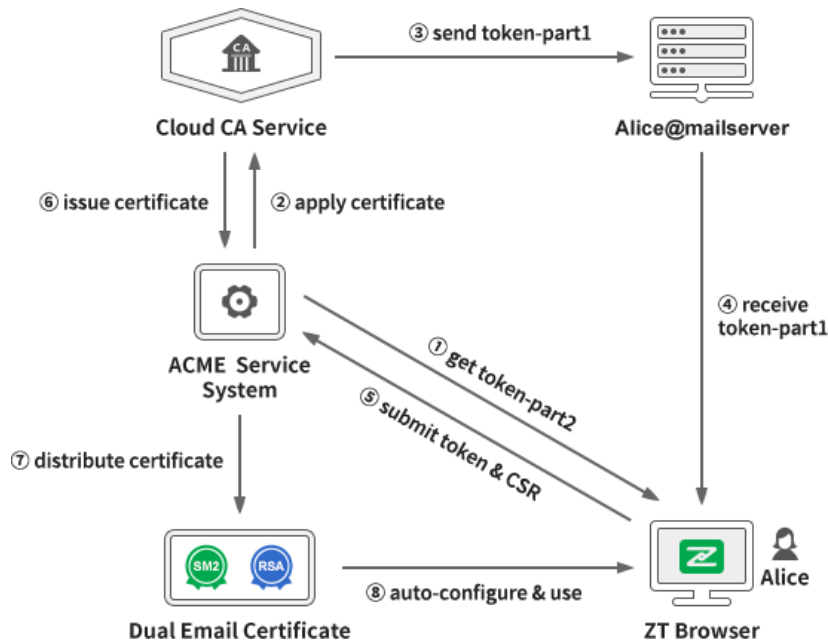 ③ send token-part1
CA
Cloud CA Service
Alice@mailserver
⑥ issue certificate
② apply certificate
④ receive
token-part1
① get token-part2
ACME Service
System
⑤ submit token & CSR
⑦ distribute certificate
SM2
RSA
Alice
⑧ auto-configure & use
Dual Email Certificate
ZT Browser